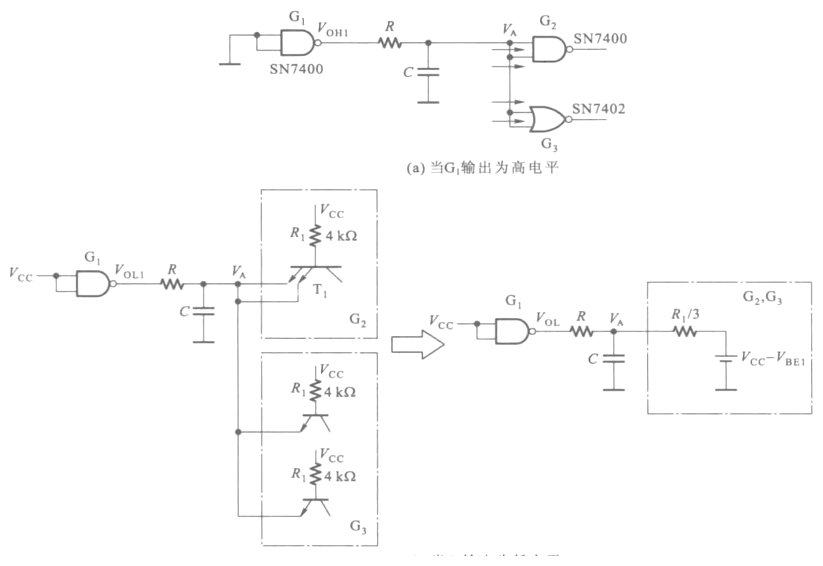 G1 VOH1 R VA G2 SN7400
SN7400 C
SN7402
G3
(a) 当G1输出为高电平
VCC
R1 4 kΩ
VCC G1 VOL1 R VA
C T1
G2
VCC
R1 4 kΩ
VCC
R1 4 kΩ
G3
G2,G3
VCC G1 VOL R VA R1/3
C VCC−VBE1